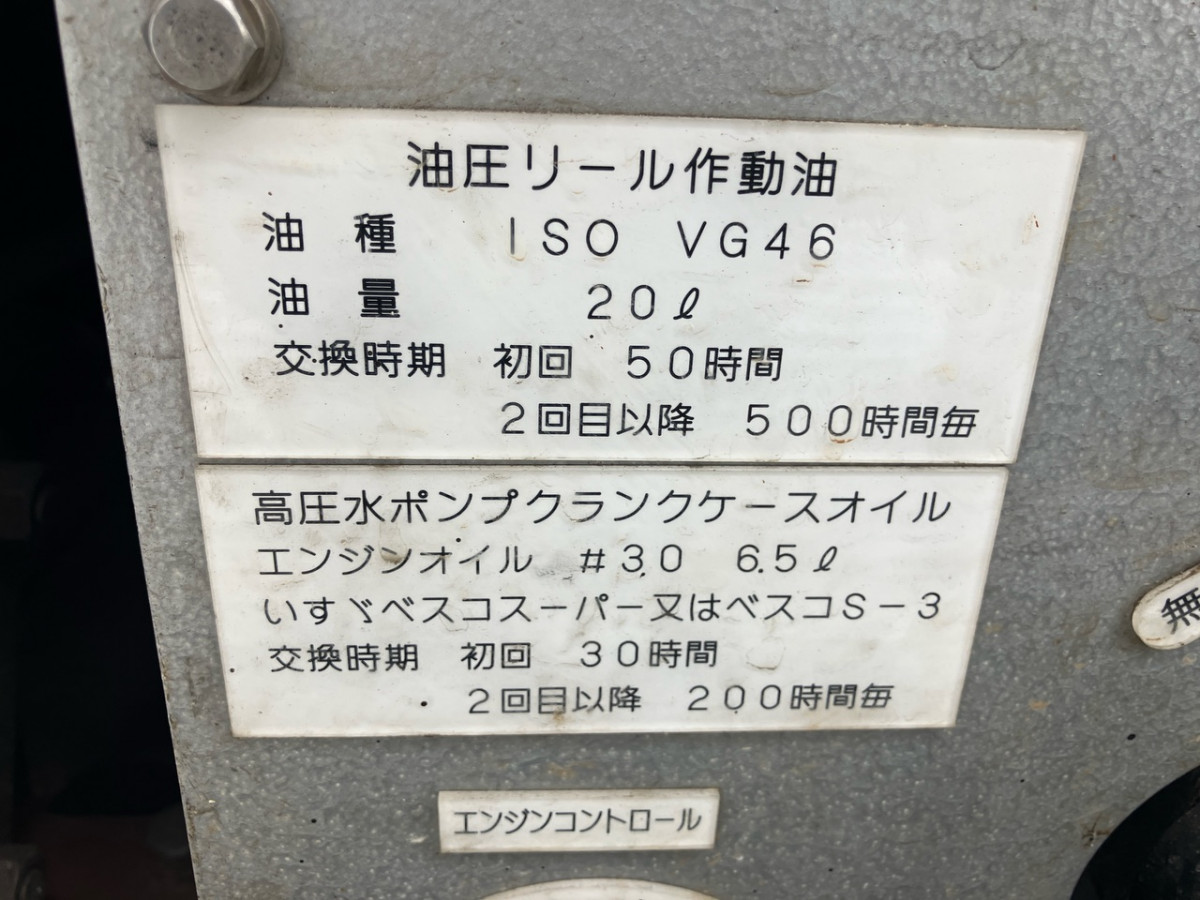 油圧リール作動油
油 種 ISO VG46
油 量 20ℓ
交換時期 初回 50時間
2回目以降 500時間毎
高圧水ポンプクランクケースオイル
エンジンオイル #30 6.5ℓ
いすゞベスコスーパー又はベスコS-3
交換時期 初回 30時間
2回目以降 200時間毎
無
エンジンコントロール